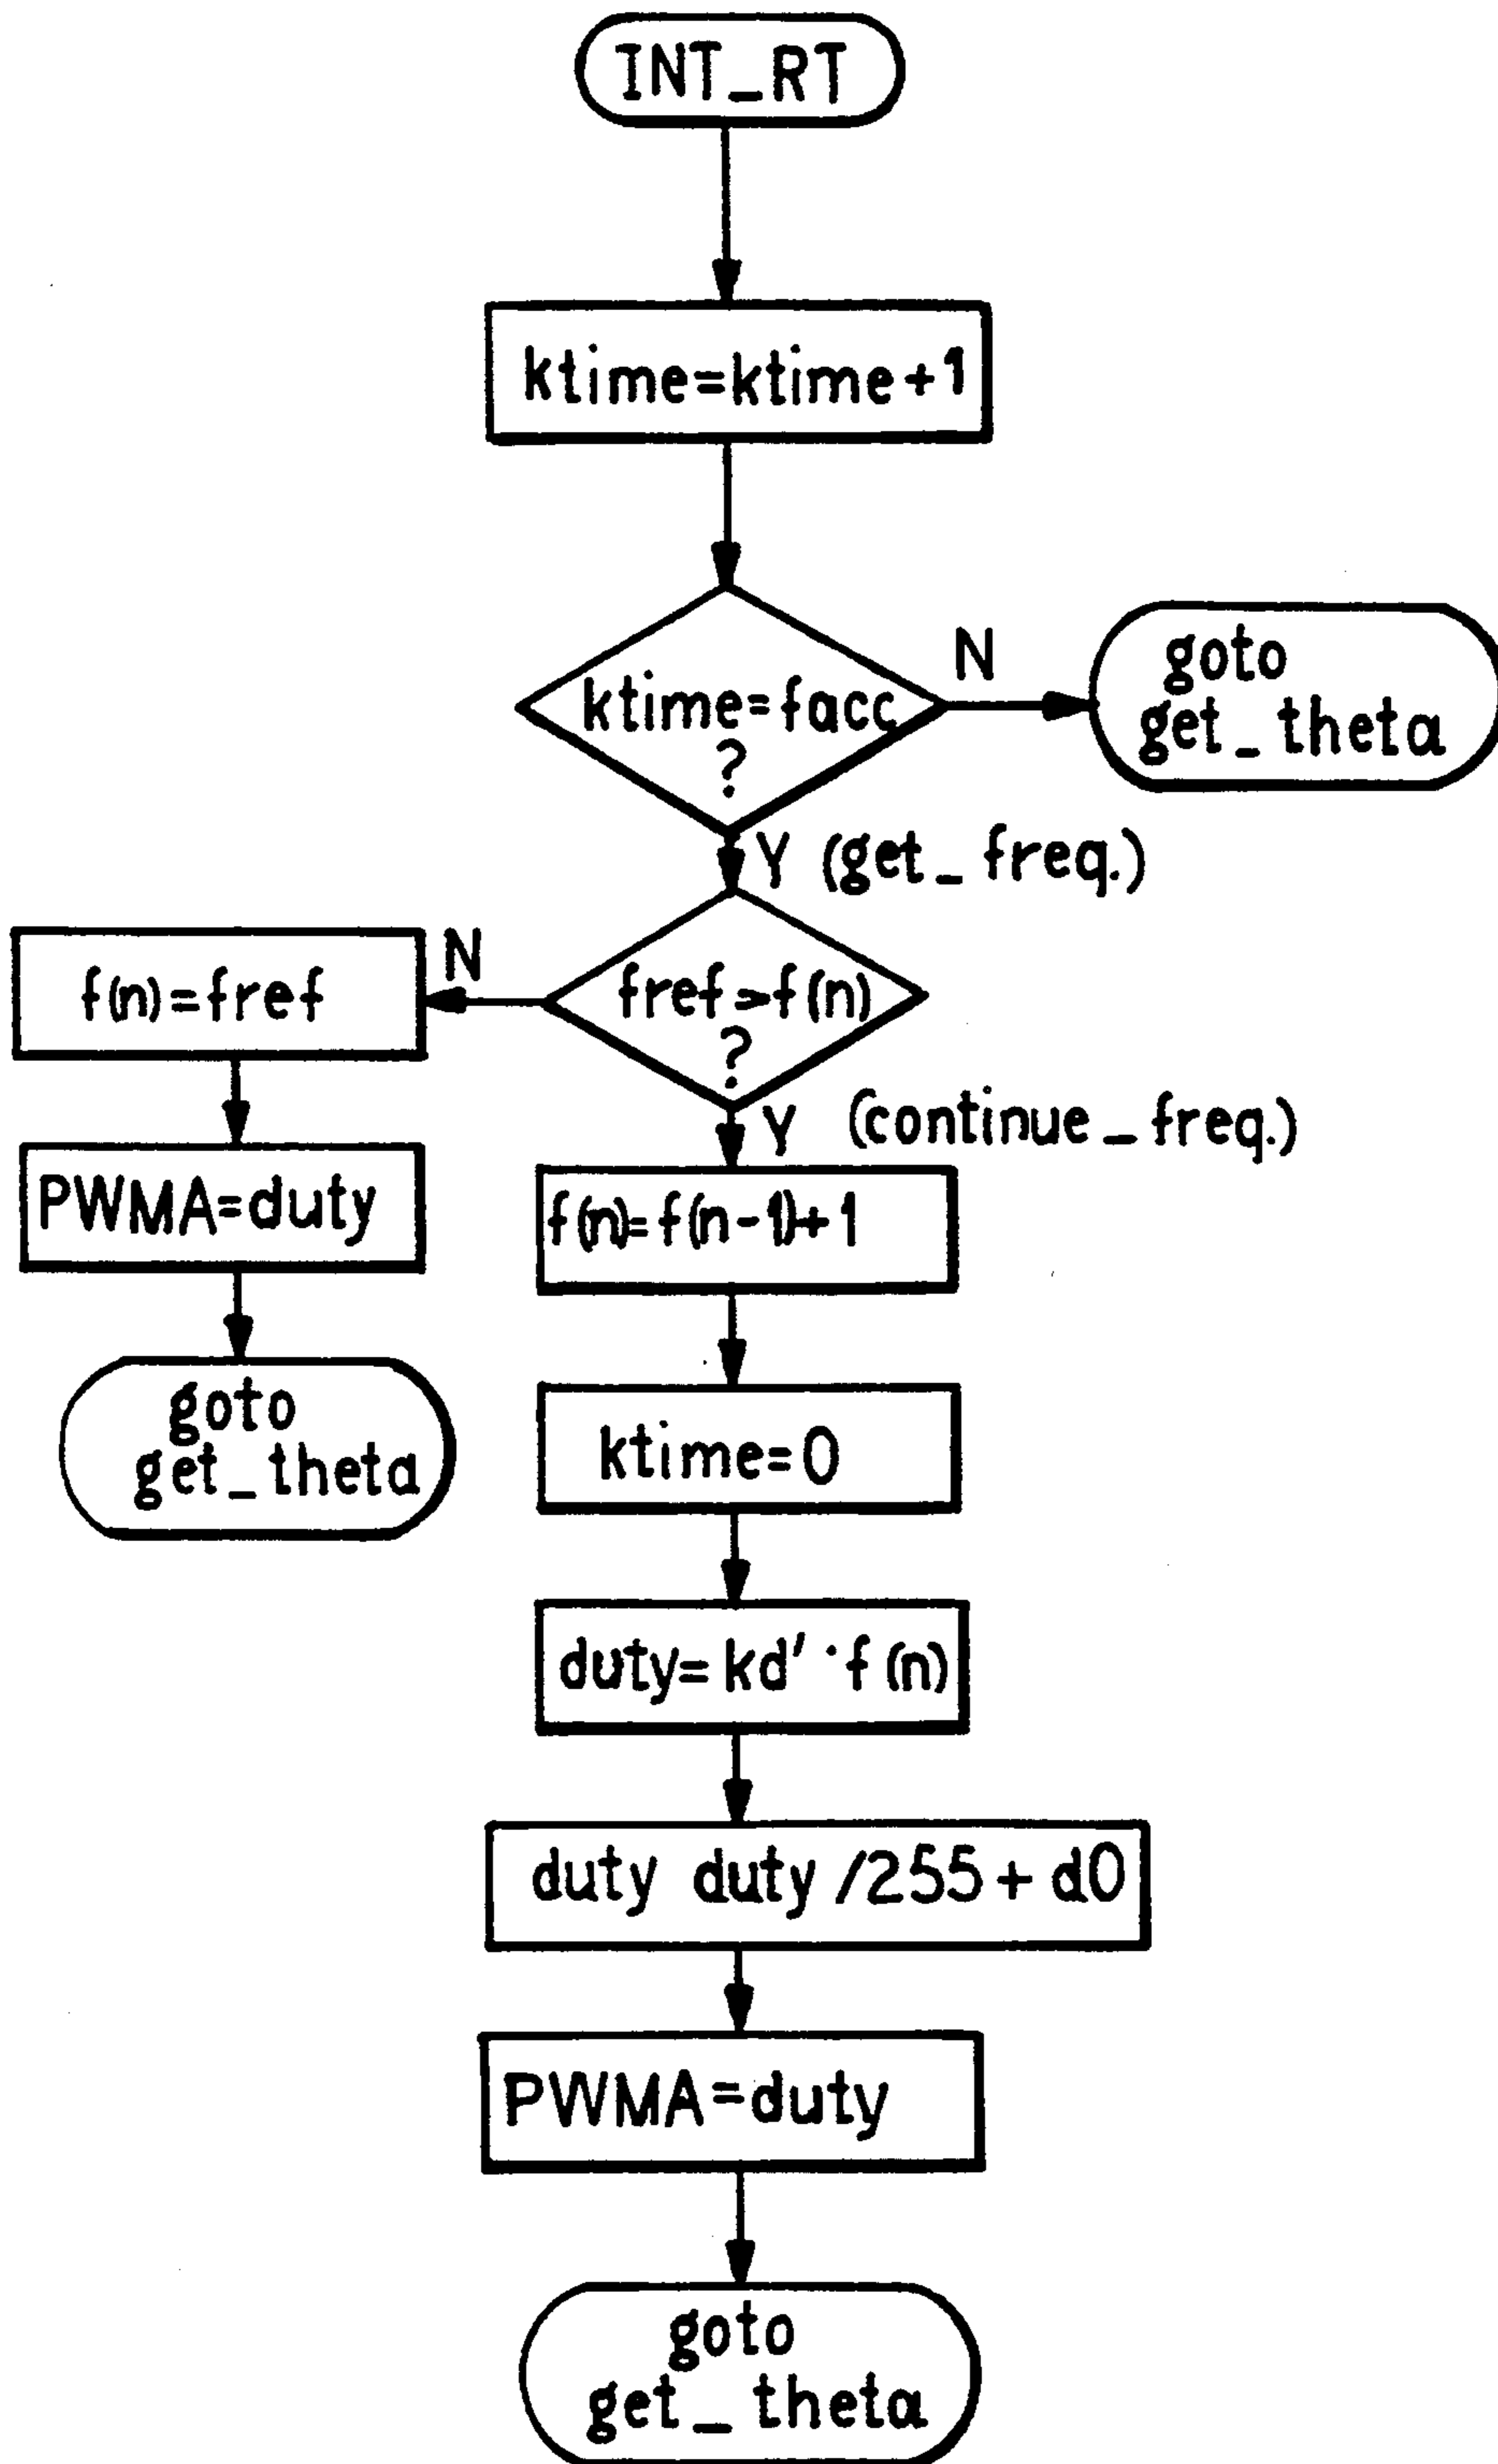 INT_RT
ktime=ktime+1
ktime=facc
?
N
goto
get_theta
Y (get_freq.)
fref>f(n)
?
N
f(n)=fref
PWMA=duty
goto
get_theta
Y (continue_freq.)
f(n)=f(n-1)+1
ktime=0
duty=kd'·f(n)
duty duty/255+d0
PWMA=duty
goto
get_theta